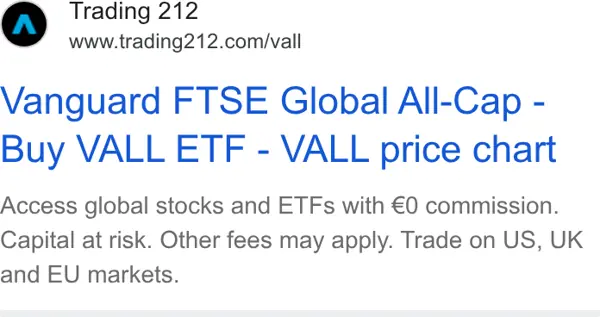 Trading 212
www.trading212.com/vall
Vanguard FTSE Global All-Cap -
Buy VALL ETF - VALL price chart
Access global stocks and ETFs with €0 commission.
Capital at risk. Other fees may apply. Trade on US, UK
and EU markets.